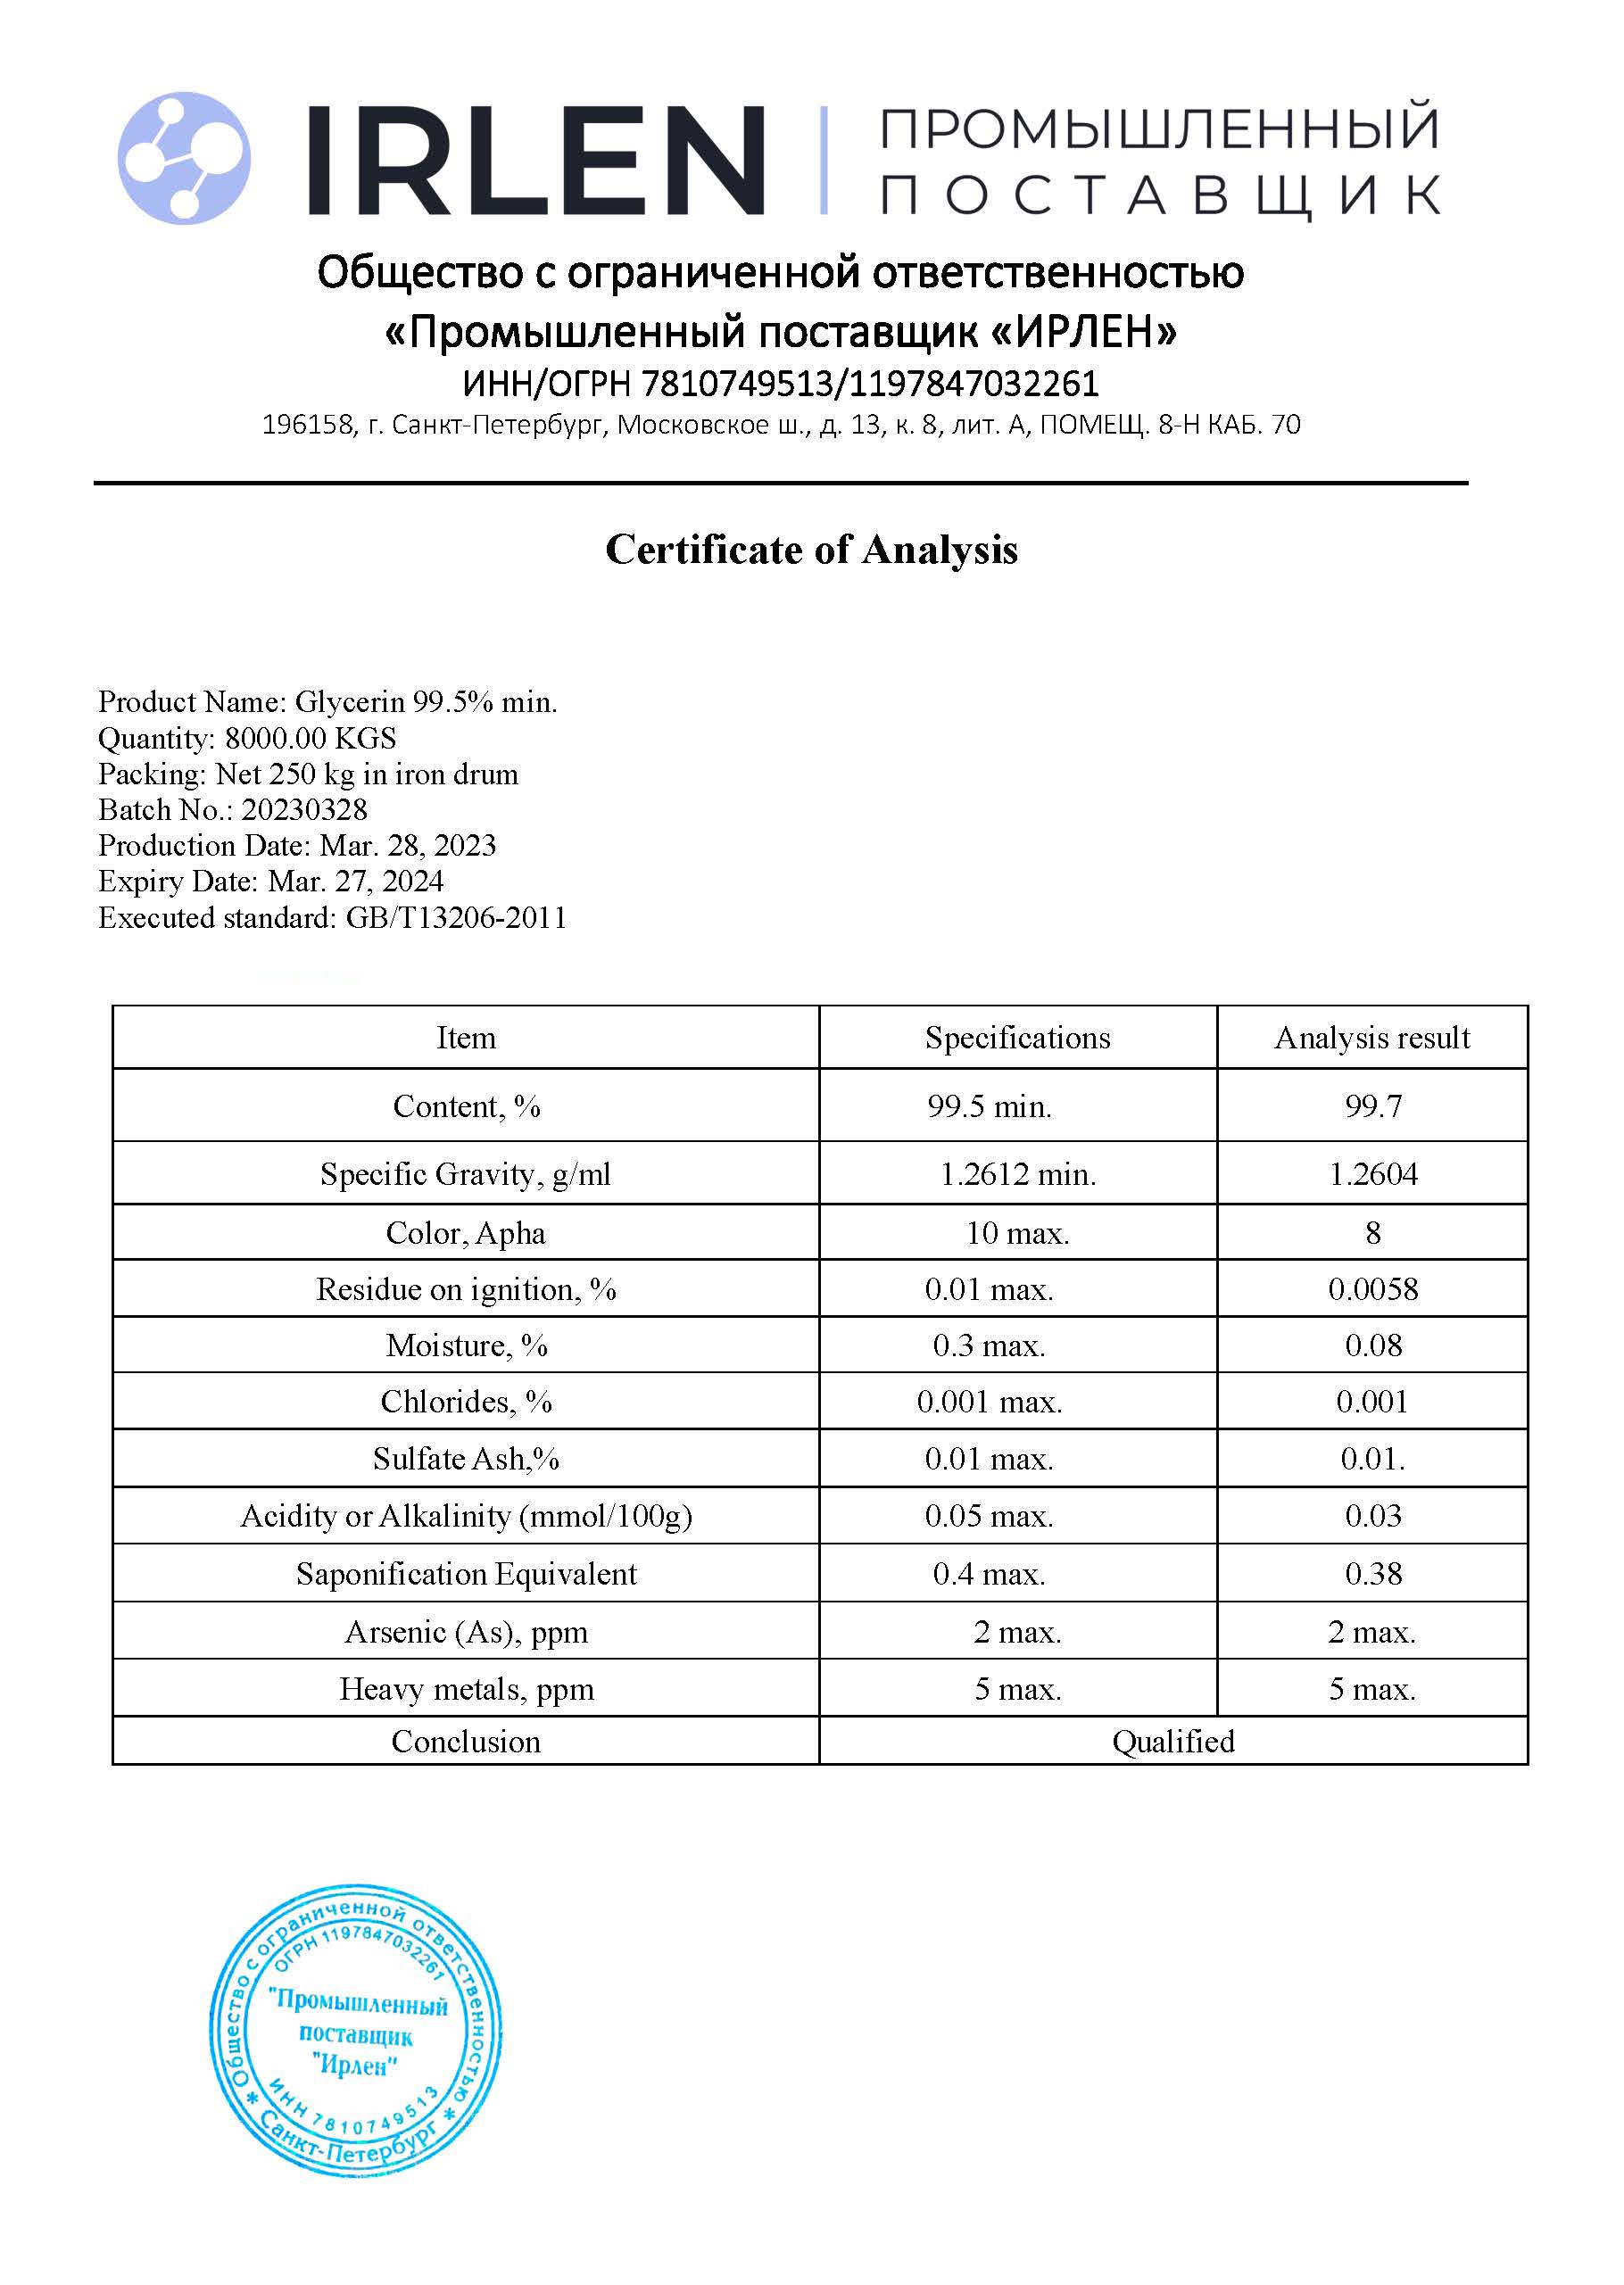 IRLEN
ПРОМЫШЛЕННЫЙ
ПОСТАВЩИК
Общество с ограниченной ответственностью
«Промышленный поставщик «ИРЛЕН»
ИНН/ОГРН 7810749513/1197847032261
196158, г. Санкт-Петербург, Московское ш., д. 13, к. 8, лит. А, ПОМЕЩ. 8-Н КАБ. 70
Certificate of Analysis
Product Name: Glycerin 99.5% min.
Quantity: 8000.00 KGS
Packing: Net 250 kg in iron drum
Batch No.: 20230328
Production Date: Mar. 28, 2023
Expiry Date: Mar. 27, 2024
Executed standard: GB/T13206-2011
Item Specifications Analysis result
Content, % 99.5 min. 99.7
Specific Gravity, g/ml 1.2612 min. 1.2604
Color, Apha 10 max. 8
Residue on ignition, % 0.01 max. 0.0058
Moisture, % 0.3 max. 0.08
Chlorides, % 0.001 max. 0.001
Sulfate Ash,% 0.01 max. 0.01.
Acidity or Alkalinity (mmol/100g) 0.05 max. 0.03
Saponification Equivalent 0.4 max. 0.38
Arsenic (As), ppm 2 max. 2 max.
Heavy metals, ppm 5 max. 5 max.
Conclusion Qualified
Общество с ограниченной ответственностью
ОГРН 1197847032261
"Промышленный
поставщик
"Ирлен"
ИНН 7810749513
* Санкт-Петербург *